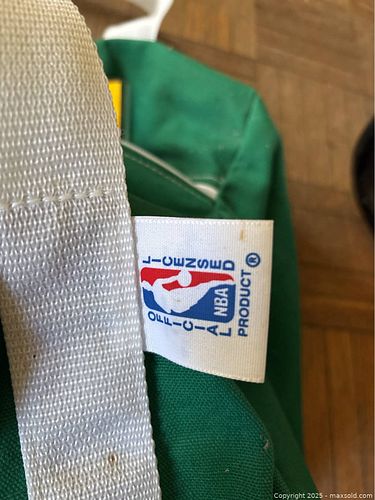 OFFICIAL LICENSED
NBA
PRODUCT ®
Copyright 2025 - maxsold.com